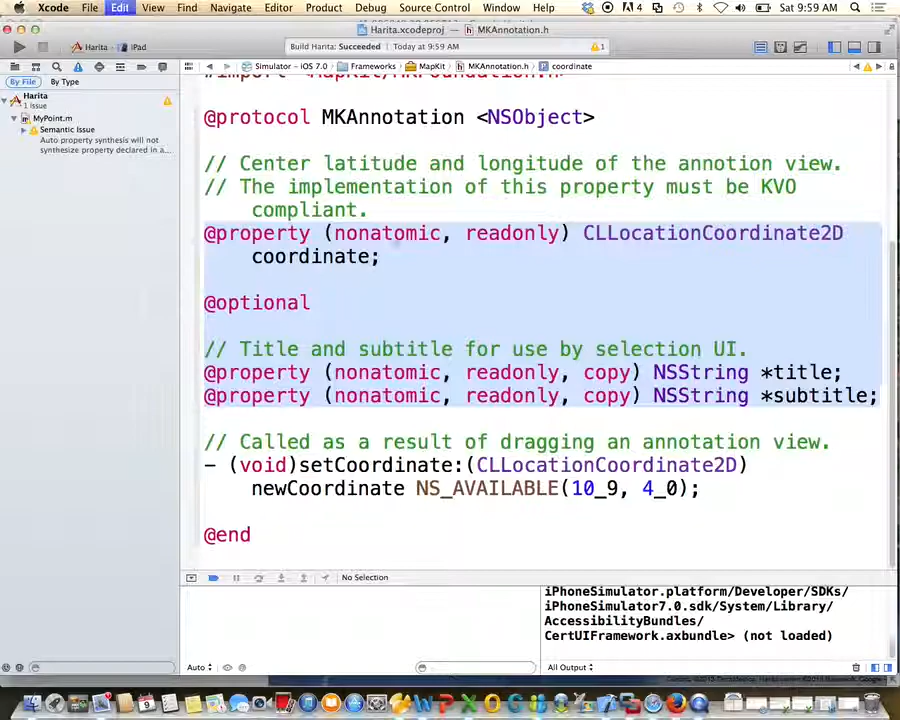 Xcode File Edit View Find Navigate Editor Product Debug Source Control Window Help 4 Sat 9:59 AM
Harita.xcodeproj — MKAnnotation.h
Harita iPad Build Harita: Succeeded Today at 9:59 AM 1
Simulator - iOS 7.0 Frameworks MapKit MKAnnotation.h coordinate
By File By Type
Harita
1 issue
MyPoint.m
Semantic Issue
Auto property synthesis will not
synthesize property declared in a...
#import <MapKit/MKFoundation.h>
@protocol MKAnnotation <NSObject>
// Center latitude and longitude of the annotion view.
// The implementation of this property must be KVO
compliant.
@property (nonatomic, readonly) CLLocationCoordinate2D
coordinate;
@optional
// Title and subtitle for use by selection UI.
@property (nonatomic, readonly, copy) NSString *title;
@property (nonatomic, readonly, copy) NSString *subtitle;
// Called as a result of dragging an annotation view.
- (void)setCoordinate:(CLLocationCoordinate2D)
newCoordinate NS_AVAILABLE(10_9, 4_0);
@end
No Selection
iPhoneSimulator.platform/Developer/SDKs/
iPhoneSimulator7.0.sdk/System/Library/
AccessibilityBundles/
CertUIFramework.axbundle> (not loaded)
Auto All Output